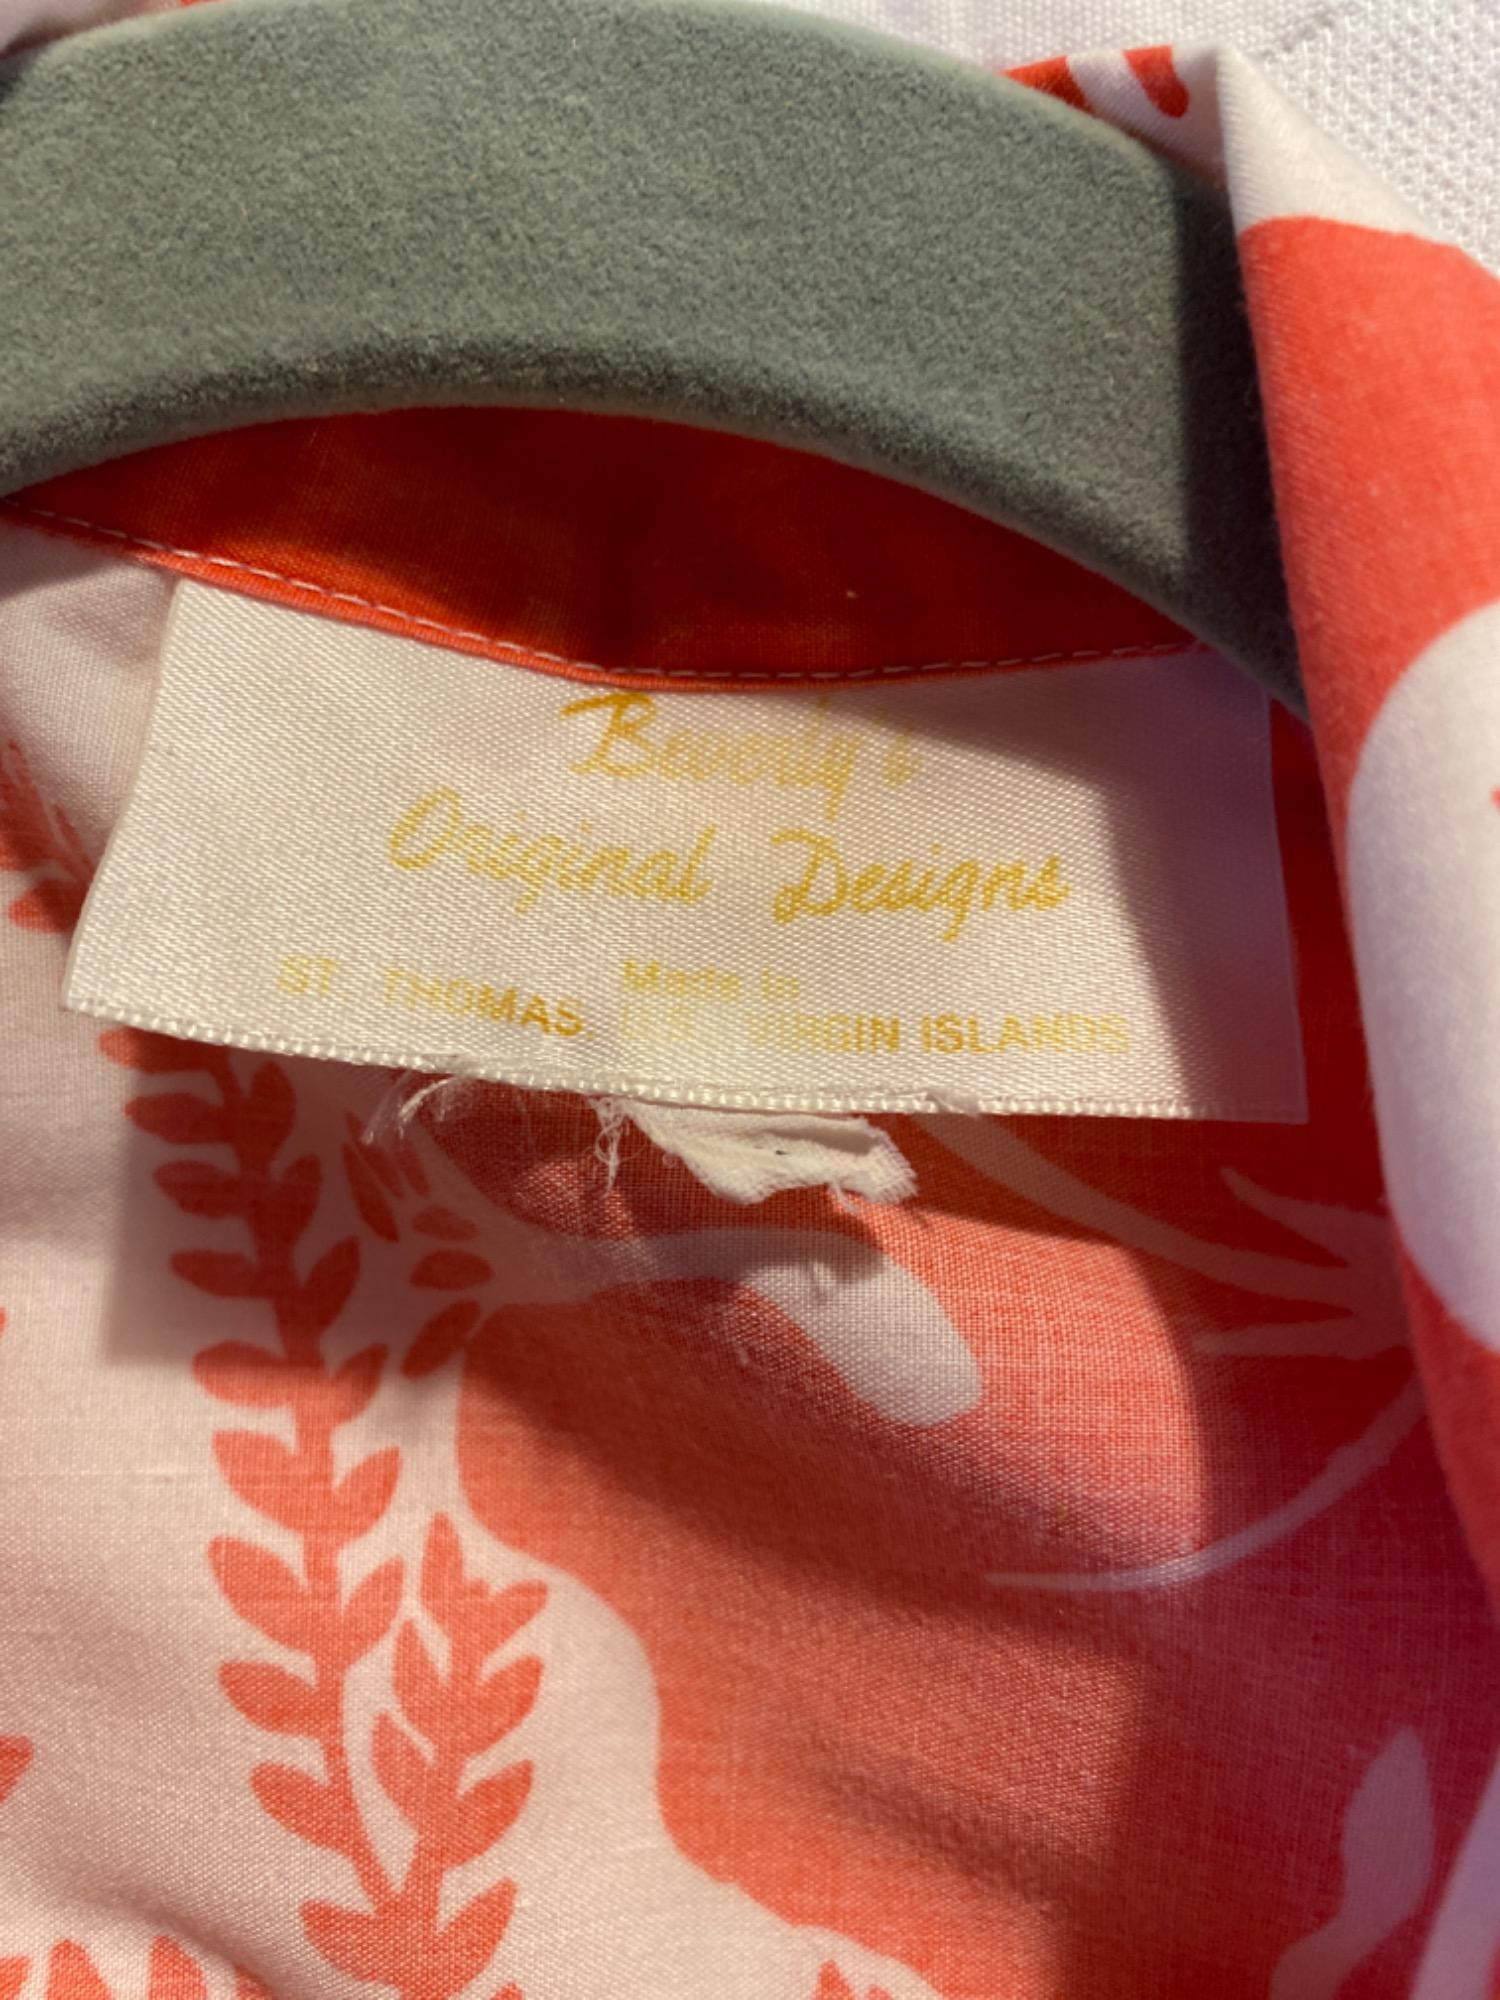 Beverly's
Original Designs
Made in
ST. THOMAS, U.S. VIRGIN ISLANDS